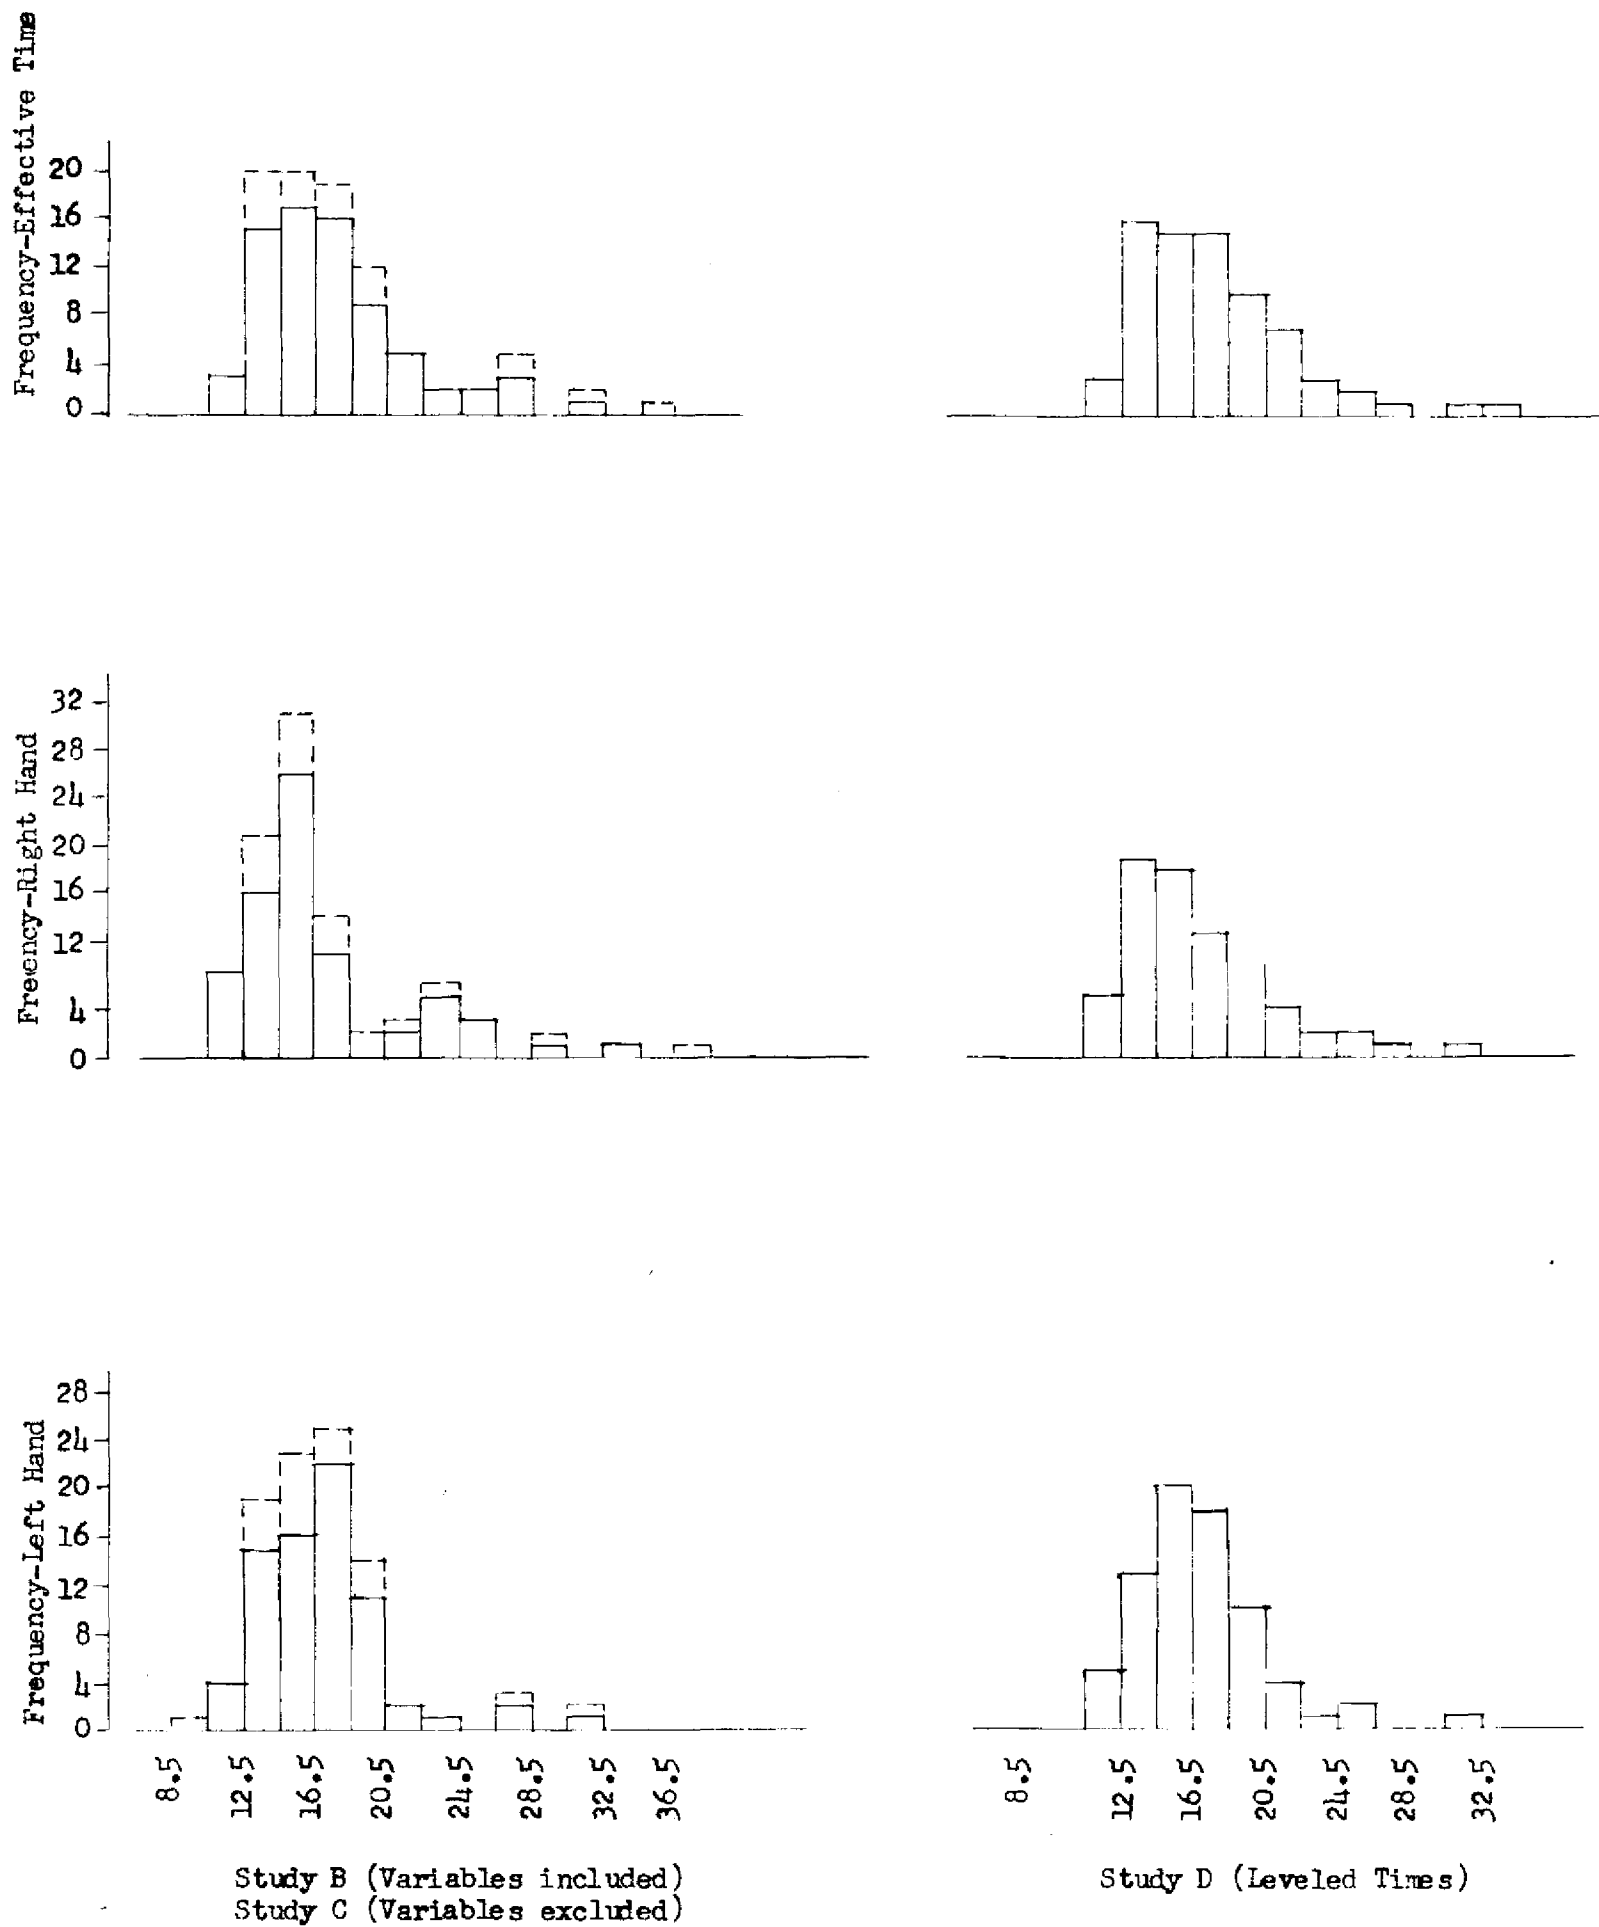 Frequency-Effective Time
20
16
12
8
4
0
Freency-Right Hand
32
28
24
20
16
12
4
0
Frequency-Left Hand
28
24
20
16
12
8
4
0
8.5 12.5 16.5 20.5 24.5 28.5 32.5 36.5
8.5 12.5 16.5 20.5 24.5 28.5 32.5
Study B (Variables included)
Study C (Variables excluded)
Study D (Leveled Times)